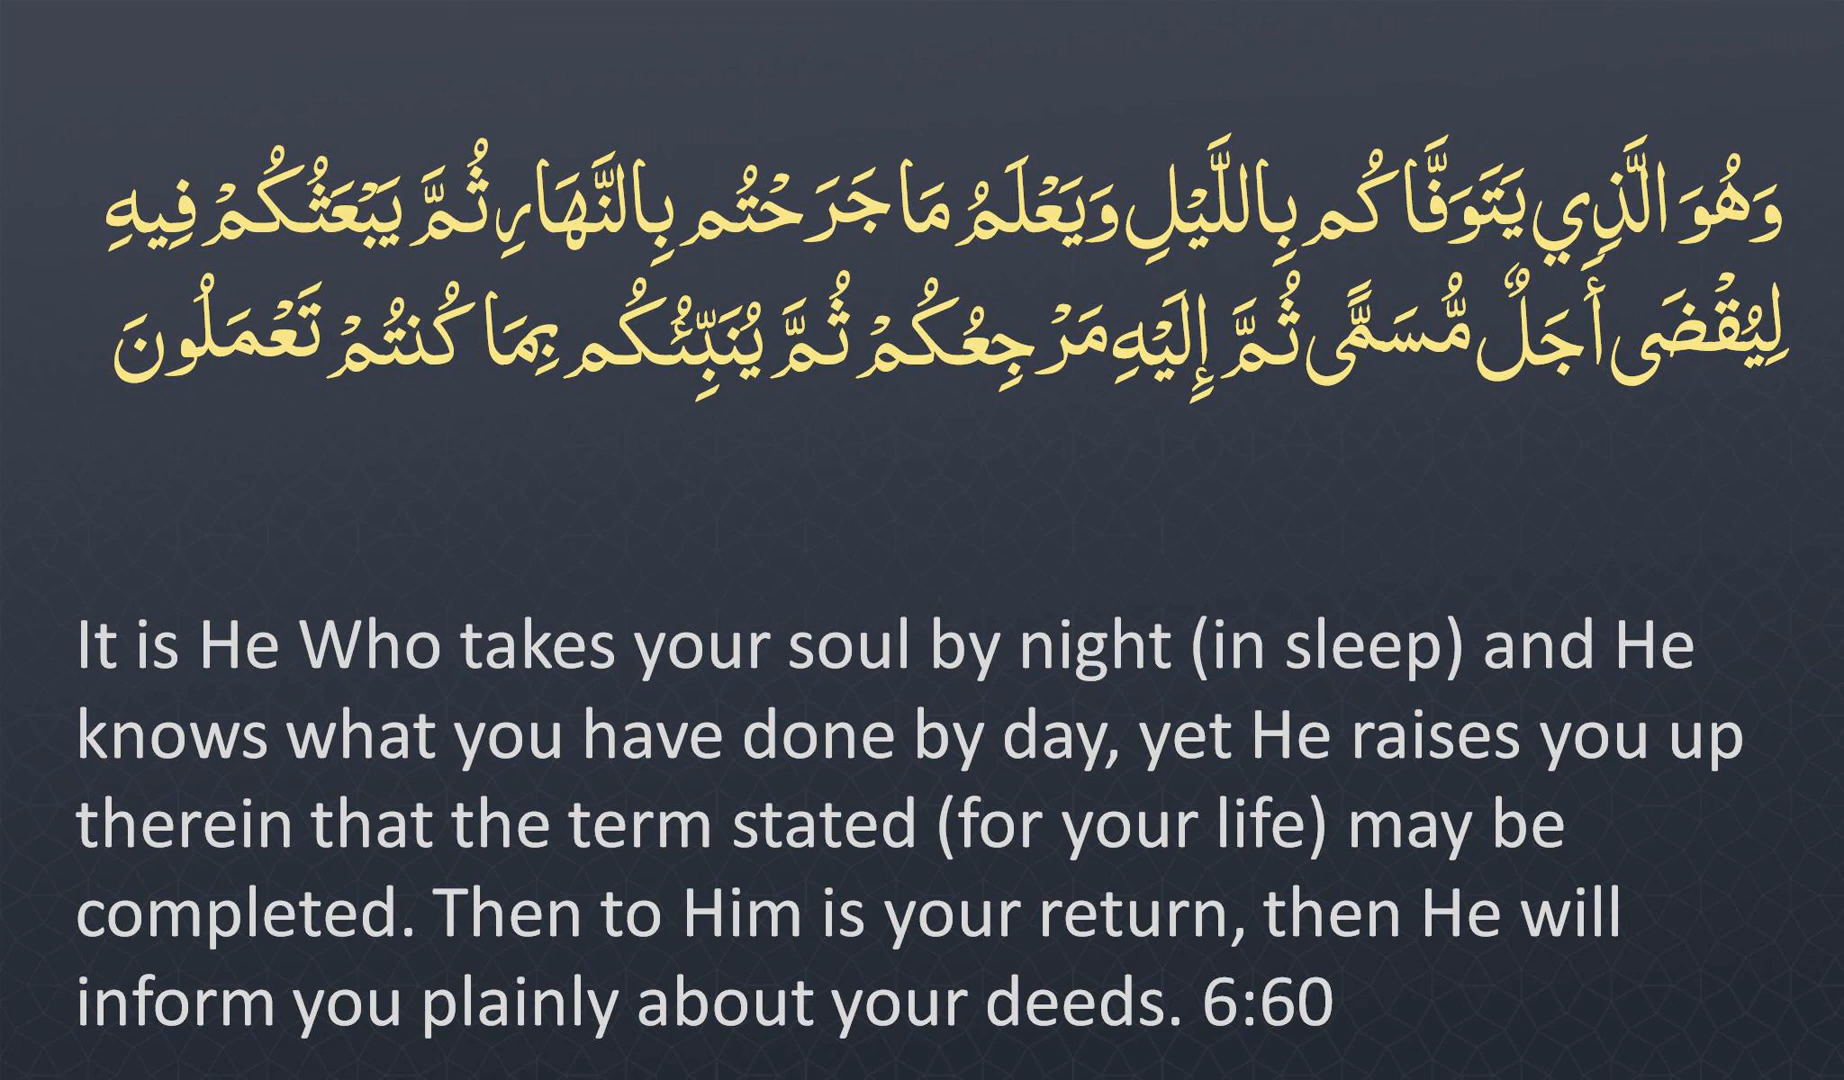 وَهُوَ الَّذِي يَتَوَفَّاكُم بِاللَّيْلِ وَيَعْلَمُ مَا جَرَحْتُم بِالنَّهَارِ ثُمَّ يَبْعَثُكُمْ فِيهِ
لِيُقْضَى أَجَلٌ مُّسَمًّى ثُمَّ إِلَيْهِ مَرْجِعُكُمْ ثُمَّ يُنَبِّئُكُم بِمَا كُنتُمْ تَعْمَلُونَ
It is He Who takes your soul by night (in sleep) and He
knows what you have done by day, yet He raises you up
therein that the term stated (for your life) may be
completed. Then to Him is your return, then He will
inform you plainly about your deeds. 6:60